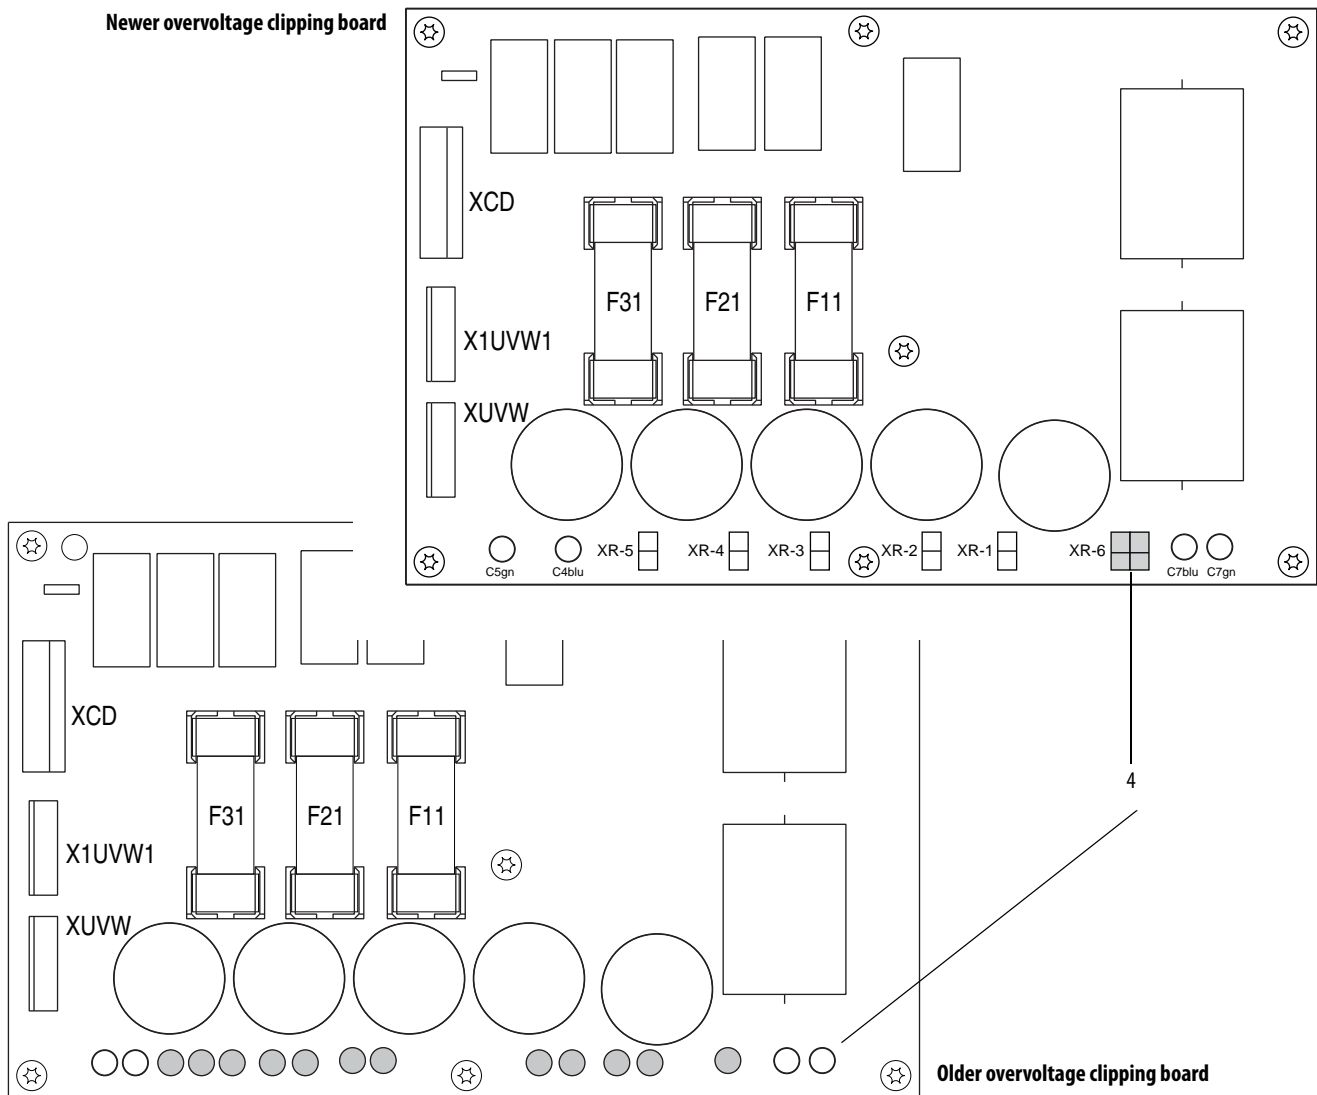 Newer overvoltage clipping board
XCD
F31 F21 F11
X1UVW1
XUVW
XR-5 XR-4 XR-3 XR-2 XR-1 XR-6
C5gn C4blu C7blu C7gn
XCD
4
F31 F21 F11
X1UVW1
XUVW
Older overvoltage clipping board